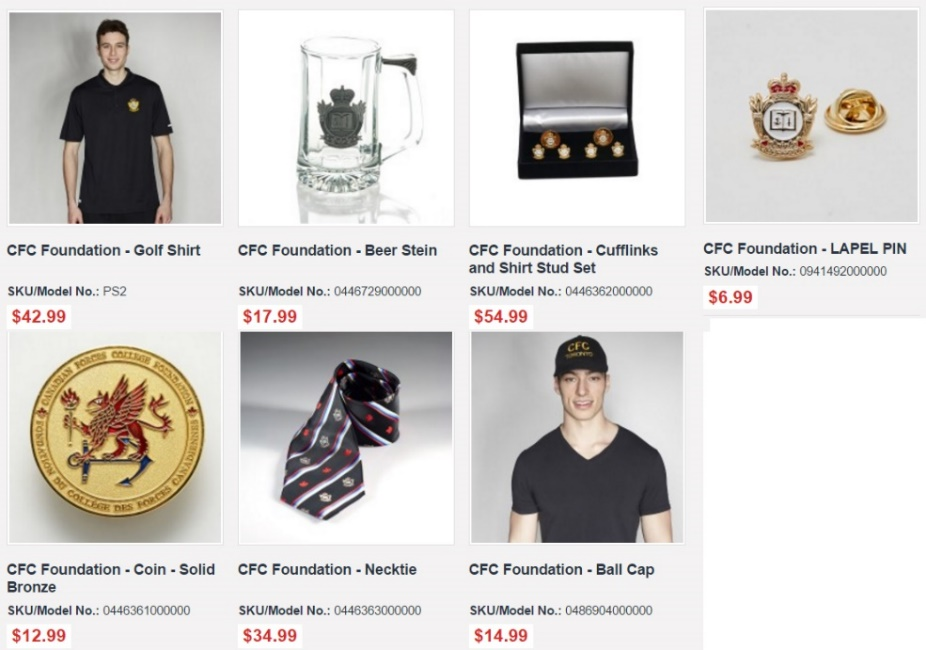 CFC Foundation - Golf Shirt
SKU/Model No.: PS2
$42.99
CFC Foundation - Beer Stein
SKU/Model No.: 0446729000000
$17.99
CFC Foundation - Cufflinks
and Shirt Stud Set
SKU/Model No.: 0446362000000
$54.99
CFC Foundation - LAPEL PIN
SKU/Model No.: 0941492000000
$6.99
CANADIAN FORCES COLLEGE FOUNDATION
FONDATION DU COLLÈGE DES FORCES CANADIENNES
CFC Foundation - Coin - Solid
Bronze
SKU/Model No.: 0446361000000
$12.99
CFC Foundation - Necktie
SKU/Model No.: 0446363000000
$34.99
CFC
TORONTO
CFC Foundation - Ball Cap
SKU/Model No.: 0486904000000
$14.99